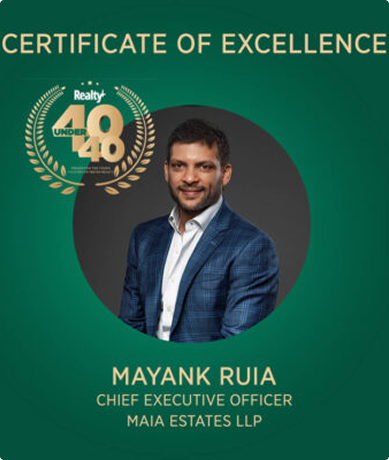 CERTIFICATE OF EXCELLENCE
Realty+
40
UNDER
40
MAYANK RUIA
CHIEF EXECUTIVE OFFICER
MAIA ESTATES LLP